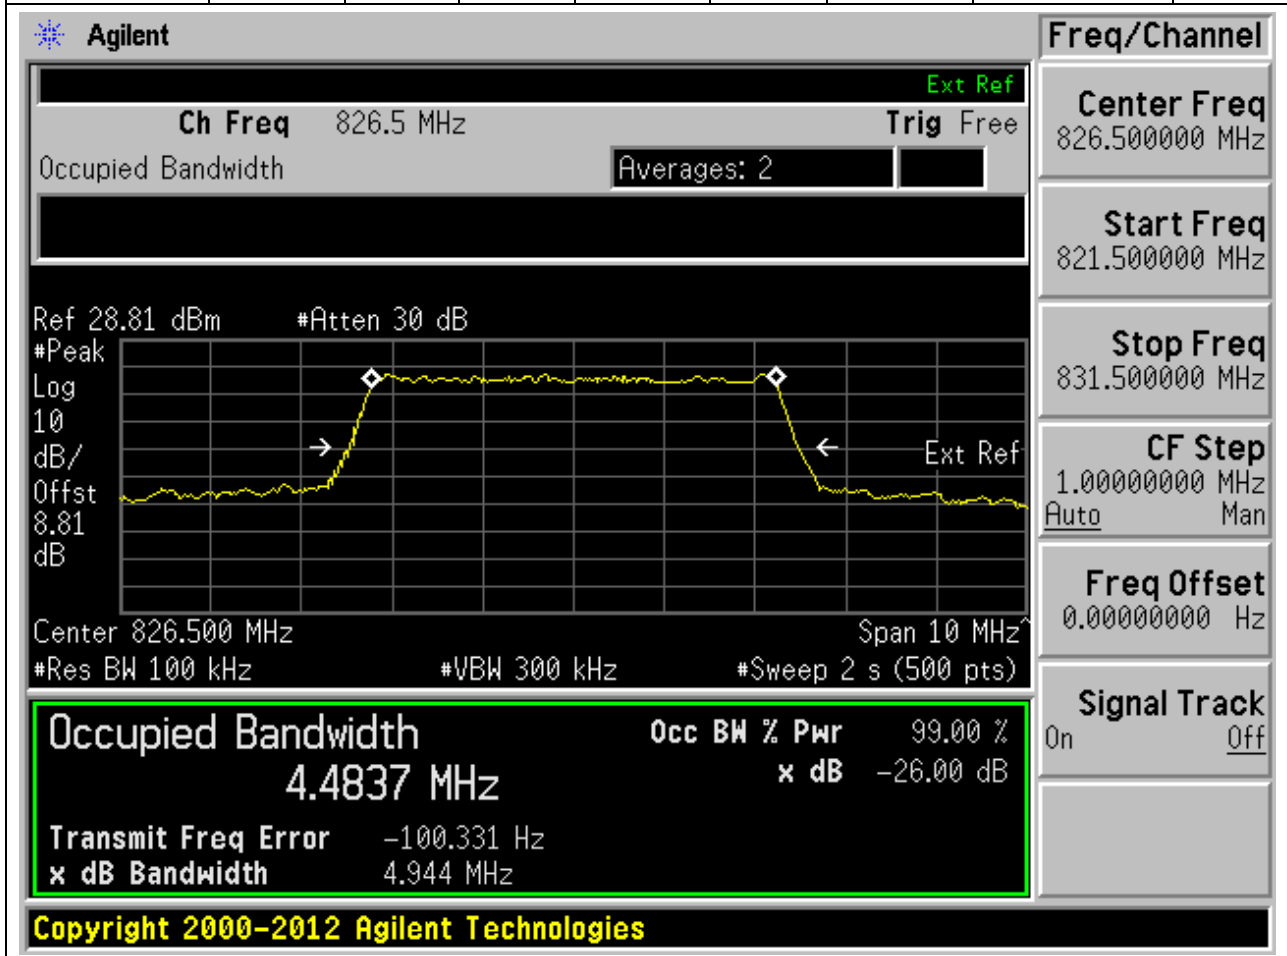 Agilent
Freq/Channel
Ext Ref
Ch Freq 826.5 MHz
Trig Free
Occupied Bandwidth
Averages: 2
Ref 28.81 dBm #Atten 30 dB
#Peak
Log
10
dB/
Offst
8.81
dB
Ext Ref
Center 826.500 MHz
Span 10 MHz^
#Res BW 100 kHz #VBW 300 kHz #Sweep 2 s (500 pts)
Occupied Bandwidth
4.4837 MHz
Occ BW % Pwr 99.00 %
x dB -26.00 dB
Transmit Freq Error -100.331 Hz
x dB Bandwidth 4.944 MHz
Copyright 2000-2012 Agilent Technologies
Center Freq
826.500000 MHz
Start Freq
821.500000 MHz
Stop Freq
831.500000 MHz
CF Step
1.00000000 MHz
Auto Man
Freq Offset
0.00000000 Hz
Signal Track
On Off